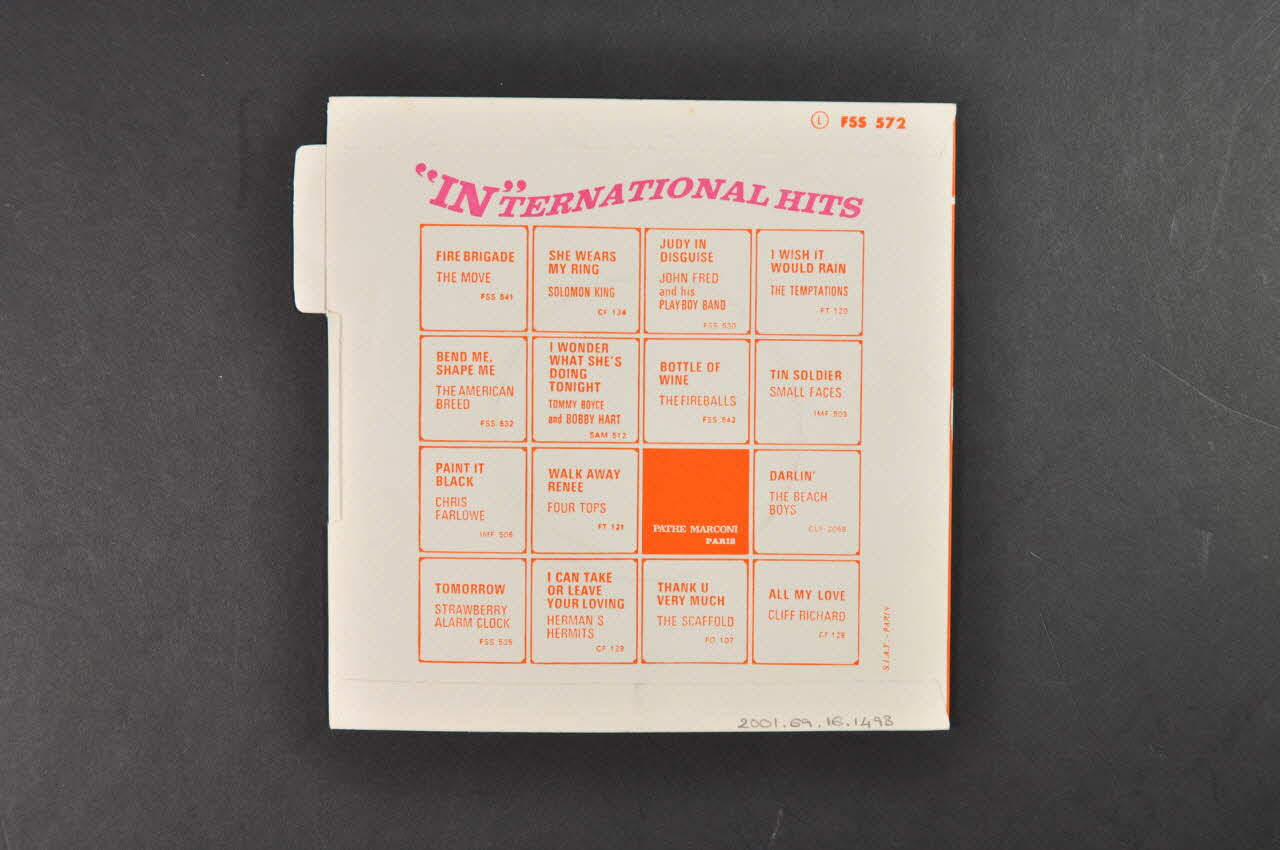 Ⓛ FSS 572
“IN”TERNATIONAL HITS
FIRE BRIGADE
THE MOVE
FSS 541
SHE WEARS
MY RING
SOLOMON KING
CF 134
JUDY IN
DISGUISE
JOHN FRED
and his
PLAYBOY BAND
FSS 530
I WISH IT
WOULD RAIN
THE TEMPTATIONS
FT 120
BEND ME,
SHAPE ME
THE AMERICAN
BREED
FSS 532
I WONDER
WHAT SHE'S
DOING
TONIGHT
TOMMY BOYCE
and BOBBY HART
SAM 512
BOTTLE OF
WINE
THE FIREBALLS
FSS 542
TIN SOLDIER
SMALL FACES
IMF 503
PAINT IT
BLACK
CHRIS
FARLOWE
IMF 506
WALK AWAY
RENEE
FOUR TOPS
FT 121
PATHE MARCONI
PARIS
DARLIN'
THE BEACH
BOYS
CLF 2068
TOMORROW
STRAWBERRY
ALARM CLOCK
FSS 535
I CAN TAKE
OR LEAVE
YOUR LOVING
HERMAN S
HERMITS
CF 129
THANK U
VERY MUCH
THE SCAFFOLD
FO 107
ALL MY LOVE
CLIFF RICHARD
CF 128
S.I.A.T. - PARIS
2001.69.16.1498